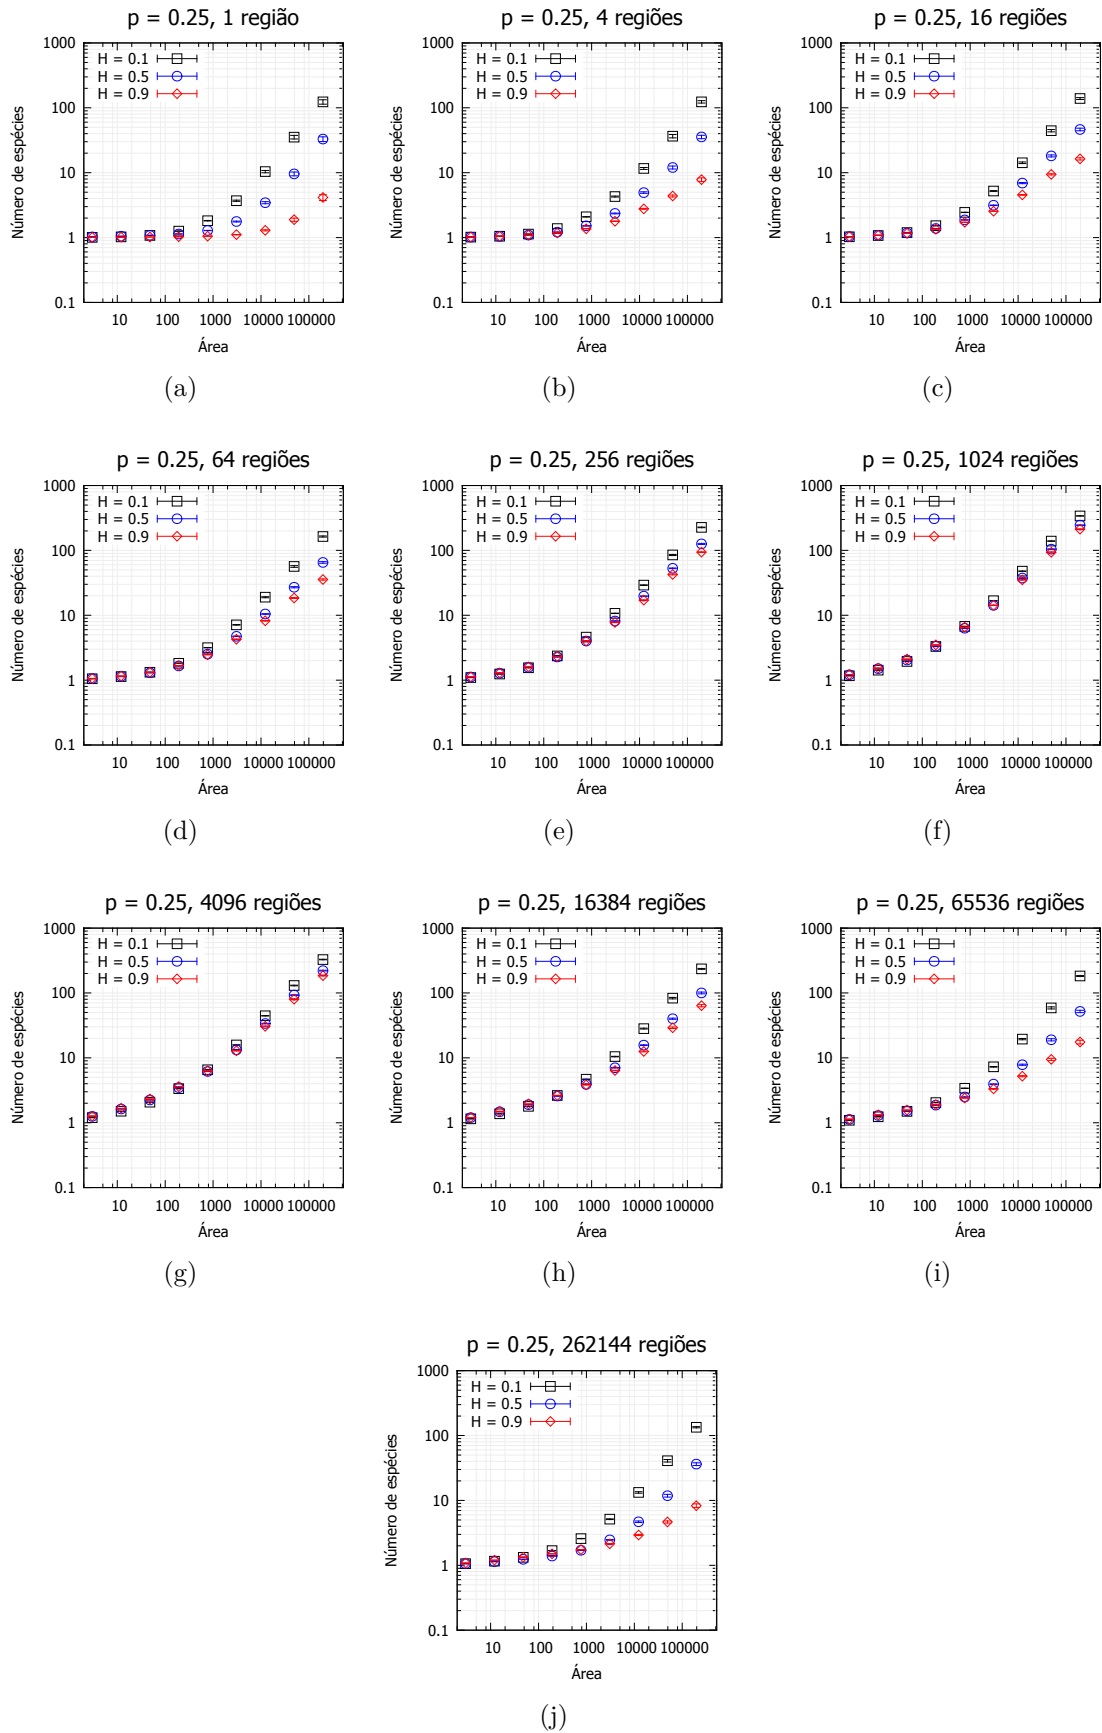 p = 0.25, 1 região
1000
100
10
1
0.1
H = 0.1
H = 0.5
H = 0.9
Número de espécies
10 100 1000 10000 100000
Área
(a)
p = 0.25, 4 regiões
1000
100
10
1
0.1
H = 0.1
H = 0.5
H = 0.9
Número de espécies
10 100 1000 10000 100000
Área
(b)
p = 0.25, 16 regiões
1000
100
10
1
0.1
H = 0.1
H = 0.5
H = 0.9
Número de espécies
10 100 1000 10000 100000
Área
(c)
p = 0.25, 64 regiões
1000
100
10
1
0.1
H = 0.1
H = 0.5
H = 0.9
Número de espécies
10 100 1000 10000 100000
Área
(d)
p = 0.25, 256 regiões
1000
100
10
1
0.1
H = 0.1
H = 0.5
H = 0.9
Número de espécies
10 100 1000 10000 100000
Área
(e)
p = 0.25, 1024 regiões
1000
100
10
1
0.1
H = 0.1
H = 0.5
H = 0.9
Número de espécies
10 100 1000 10000 100000
Área
(f)
p = 0.25, 4096 regiões
1000
100
10
1
0.1
H = 0.1
H = 0.5
H = 0.9
Número de espécies
10 100 1000 10000 100000
Área
(g)
p = 0.25, 16384 regiões
1000
100
10
1
0.1
H = 0.1
H = 0.5
H = 0.9
Número de espécies
10 100 1000 10000 100000
Área
(h)
p = 0.25, 65536 regiões
1000
100
10
1
0.1
H = 0.1
H = 0.5
H = 0.9
Número de espécies
10 100 1000 10000 100000
Área
(i)
p = 0.25, 262144 regiões
1000
100
10
1
0.1
H = 0.1
H = 0.5
H = 0.9
Número de espécies
10 100 1000 10000 100000
Área
(j)